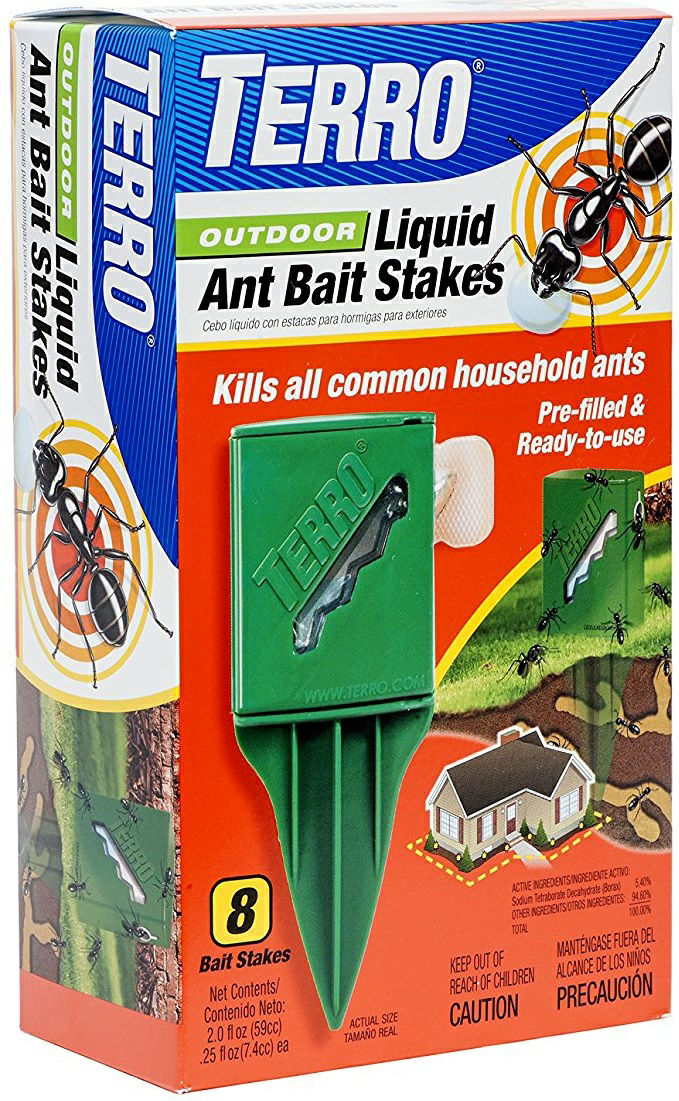 TERRO®
OUTDOOR Liquid
Ant Bait Stakes
Cebo líquido con estacas para hormigas para exteriores
Kills all common household ants
Pre-filled &
Ready-to-use
TERRO®
WWW.TERRO.COM
TERRO
8
Bait Stakes
Net Contents/
Contenido Neto:
2.0 fl oz (59cc)
.25 fl oz (7.4cc) ea
ACTUAL SIZE
TAMAÑO REAL
ACTIVE INGREDIENTS/INGREDIENTE ACTIVO:
Sodium Tetraborate Decahydrate (Borax) 5.40%
OTHER INGREDIENTS/OTROS INGREDIENTES: 94.60%
TOTAL 100.00%
KEEP OUT OF
REACH OF CHILDREN
CAUTION
MANTÉNGASE FUERA DEL
ALCANCE DE LOS NIÑOS
PRECAUCIÓN
TERRO®
OUTDOOR Liquid
Ant Bait Stakes
Cebo líquido con estacas para hormigas para exteriores
TERRO